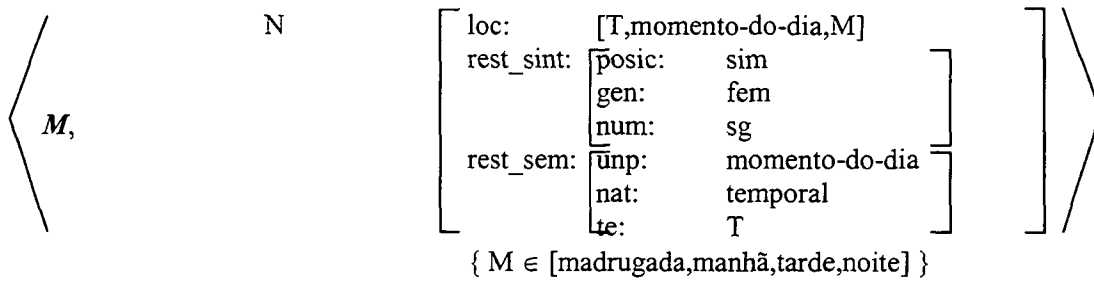 N loc: [T,momento-do-dia,M]
rest_sint: posic: sim
gen: fem
M, num: sg
rest_sem: unp: momento-do-dia
nat: temporal
te: T
{ M ∈ [madrugada,manhã,tarde,noite] }